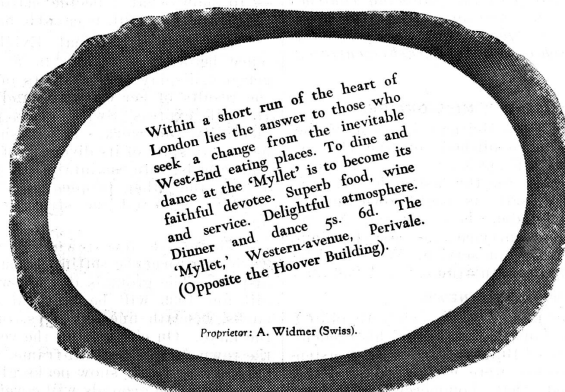 Within a short run of the heart of
London lies the answer to those who
seek a change from the inevitable
West-End eating places. To dine and
dance at the ‘Myllet’ is to become its
faithful devotee. Superb food, wine
and service. Delightful atmosphere.
Dinner and dance 5s. 6d. The
‘Myllet,’ Western-avenue, Perivale.
(Opposite the Hoover Building).
Proprietor: A. Widmer (Swiss).